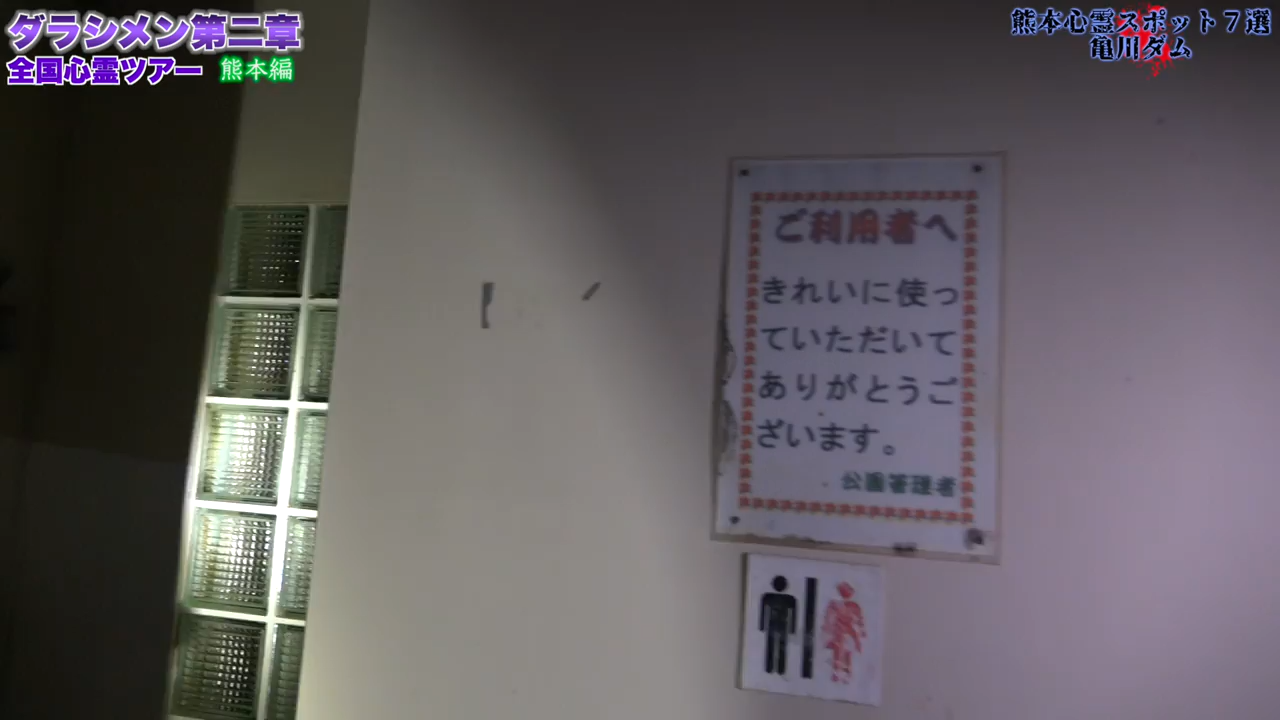 ダラシメン第二章
全国心霊ツアー 熊本編
熊本心霊スポット７選
亀川ダム
ご利用者へ
きれいに使っ
ていただいて
ありがとうご
ざいます。
公園管理者